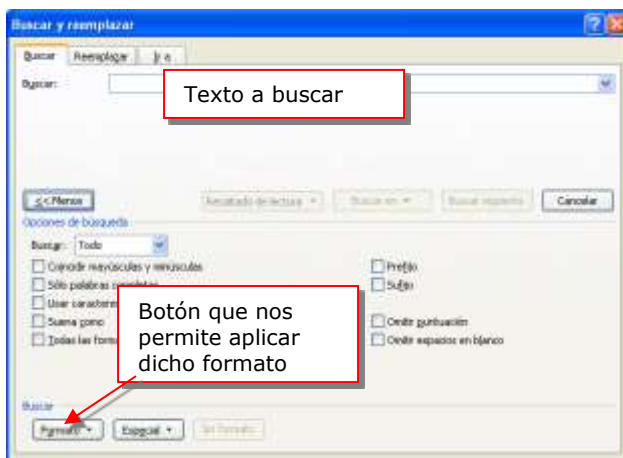 Buscar y reemplazar
Buscar Reemplazar Ir a
Buscar:
Texto a buscar
<< Menos Resaltado de lectura Buscar en Buscar siguiente Cancelar
Opciones de búsqueda
Buscar: Todo
Coincidir mayúsculas y minúsculas Prefijo
Sólo palabras completas Sufijo
Usar caracteres
Suena como Omitir puntuación
Todas las Omitir espacios en blanco
Botón que nos
permite aplicar
dicho formato
Buscar
Formato Especial Sin formato